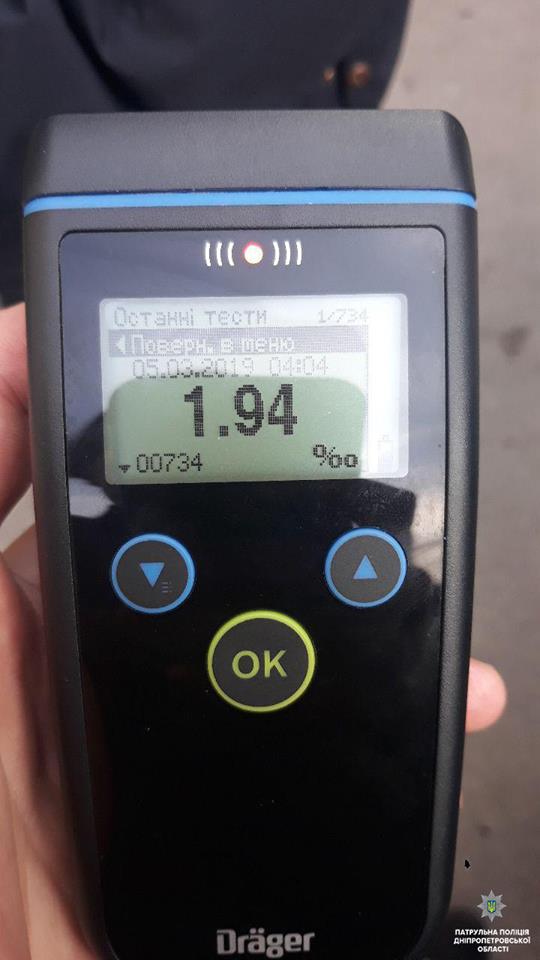 Останні тести 1/734
Поверн. в меню
05.03.2019 04:04
1.94
00734 ‰
OK
Dräger
ПАТРУЛЬНА ПОЛІЦІЯ
ДНІПРОПЕТРОВСЬКОЇ
ОБЛАСТІ